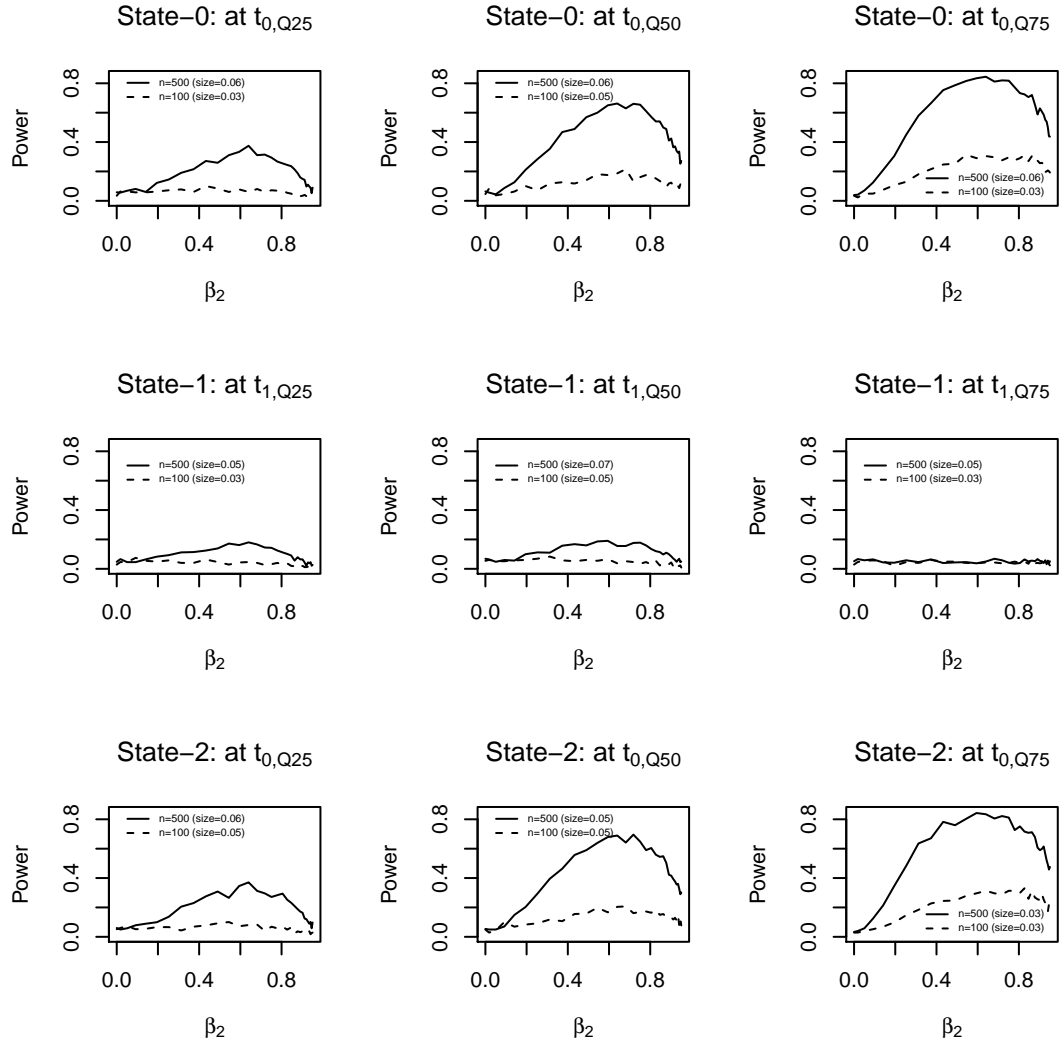 State−0: at t0,Q25
Power
0.0 0.4 0.8
n=500 (size=0.06)
n=100 (size=0.03)
0.0 0.4 0.8
β2
State−0: at t0,Q50
Power
0.0 0.4 0.8
n=500 (size=0.06)
n=100 (size=0.05)
0.0 0.4 0.8
β2
State−0: at t0,Q75
Power
0.0 0.4 0.8
n=500 (size=0.06)
n=100 (size=0.03)
0.0 0.4 0.8
β2
State−1: at t1,Q25
Power
0.0 0.4 0.8
n=500 (size=0.05)
n=100 (size=0.03)
0.0 0.4 0.8
β2
State−1: at t1,Q50
Power
0.0 0.4 0.8
n=500 (size=0.07)
n=100 (size=0.05)
0.0 0.4 0.8
β2
State−1: at t1,Q75
Power
0.0 0.4 0.8
n=500 (size=0.05)
n=100 (size=0.03)
0.0 0.4 0.8
β2
State−2: at t0,Q25
Power
0.0 0.4 0.8
n=500 (size=0.06)
n=100 (size=0.05)
0.0 0.4 0.8
β2
State−2: at t0,Q50
Power
0.0 0.4 0.8
n=500 (size=0.05)
n=100 (size=0.05)
0.0 0.4 0.8
β2
State−2: at t0,Q75
Power
0.0 0.4 0.8
n=500 (size=0.03)
n=100 (size=0.03)
0.0 0.4 0.8
β2